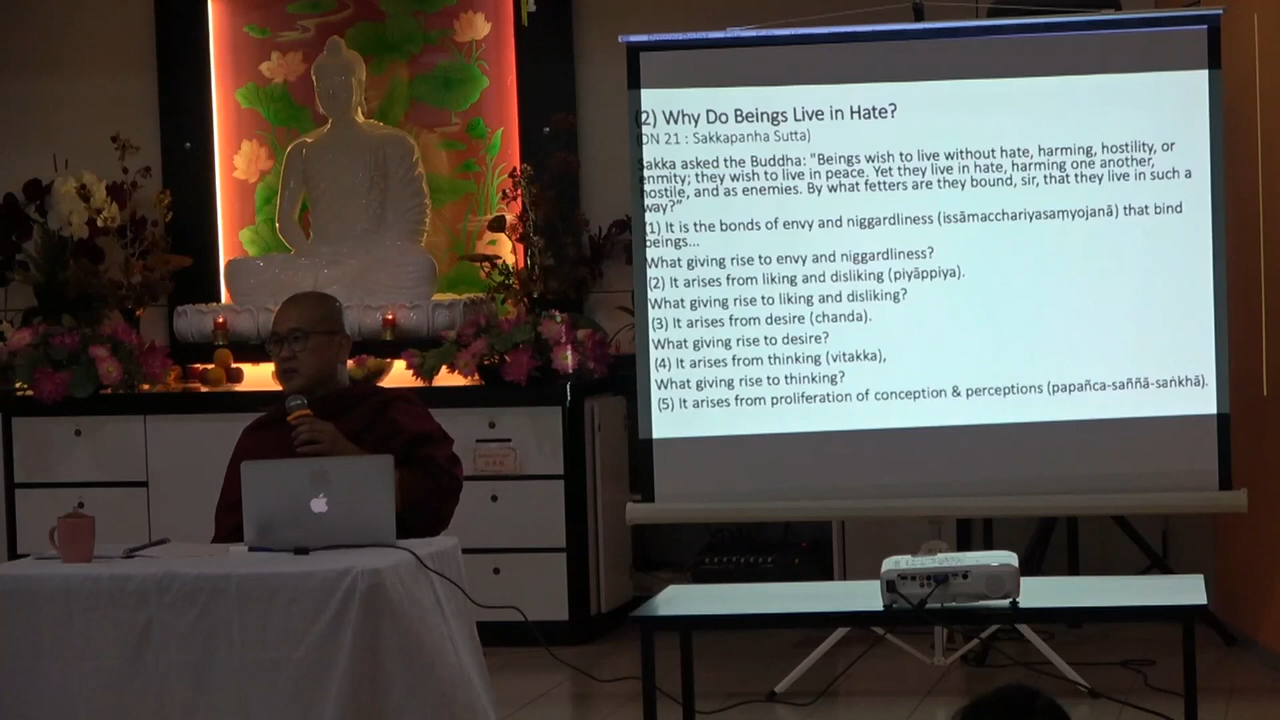 (2) Why Do Beings Live in Hate?
(DN 21 : Sakkapanha Sutta)
Sakka asked the Buddha: "Beings wish to live without hate, harming, hostility, or
enmity; they wish to live in peace. Yet they live in hate, harming one another,
hostile, and as enemies. By what fetters are they bound, sir, that they live in such a
way?"
(1) It is the bonds of envy and niggardliness (issāmacchariyasaṃyojanā) that bind
beings...
What giving rise to envy and niggardliness?
(2) It arises from liking and disliking (piyāppiya).
What giving rise to liking and disliking?
(3) It arises from desire (chanda).
What giving rise to desire?
(4) It arises from thinking (vitakka),
What giving rise to thinking?
(5) It arises from proliferation of conception & perceptions (papañca-saññā-saṅkhā).